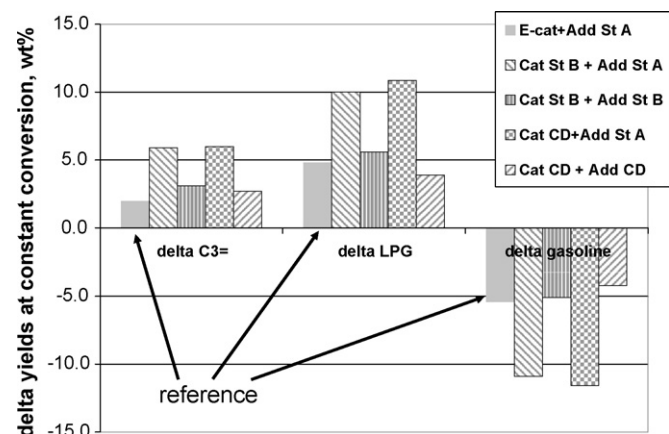 delta yields at constant conversion, wt%
15.0
10.0
5.0
0.0
-5.0
-10.0
-15.0
E-cat+Add St A
Cat St B + Add St A
Cat St B + Add St B
Cat CD+Add St A
Cat CD + Add CD
delta C3=
delta LPG
delta gasoline
reference